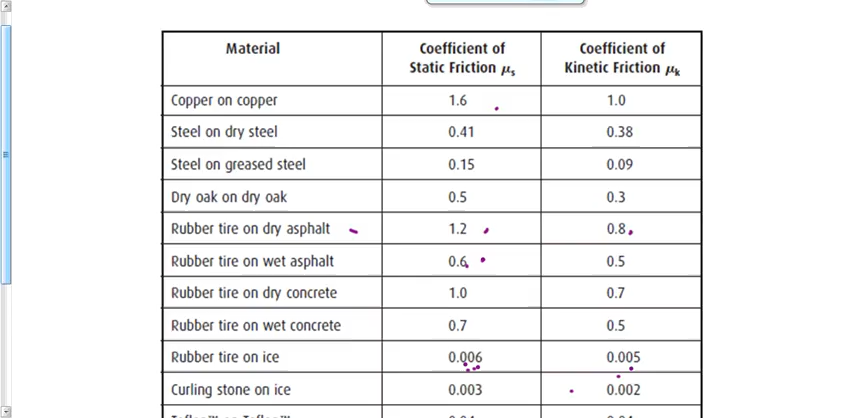 Material Coefficient of Static Friction μs Coefficient of Kinetic Friction μk
Copper on copper 1.6 1.0
Steel on dry steel 0.41 0.38
Steel on greased steel 0.15 0.09
Dry oak on dry oak 0.5 0.3
Rubber tire on dry asphalt 1.2 0.8
Rubber tire on wet asphalt 0.6 0.5
Rubber tire on dry concrete 1.0 0.7
Rubber tire on wet concrete 0.7 0.5
Rubber tire on ice 0.006 0.005
Curling stone on ice 0.003 0.002